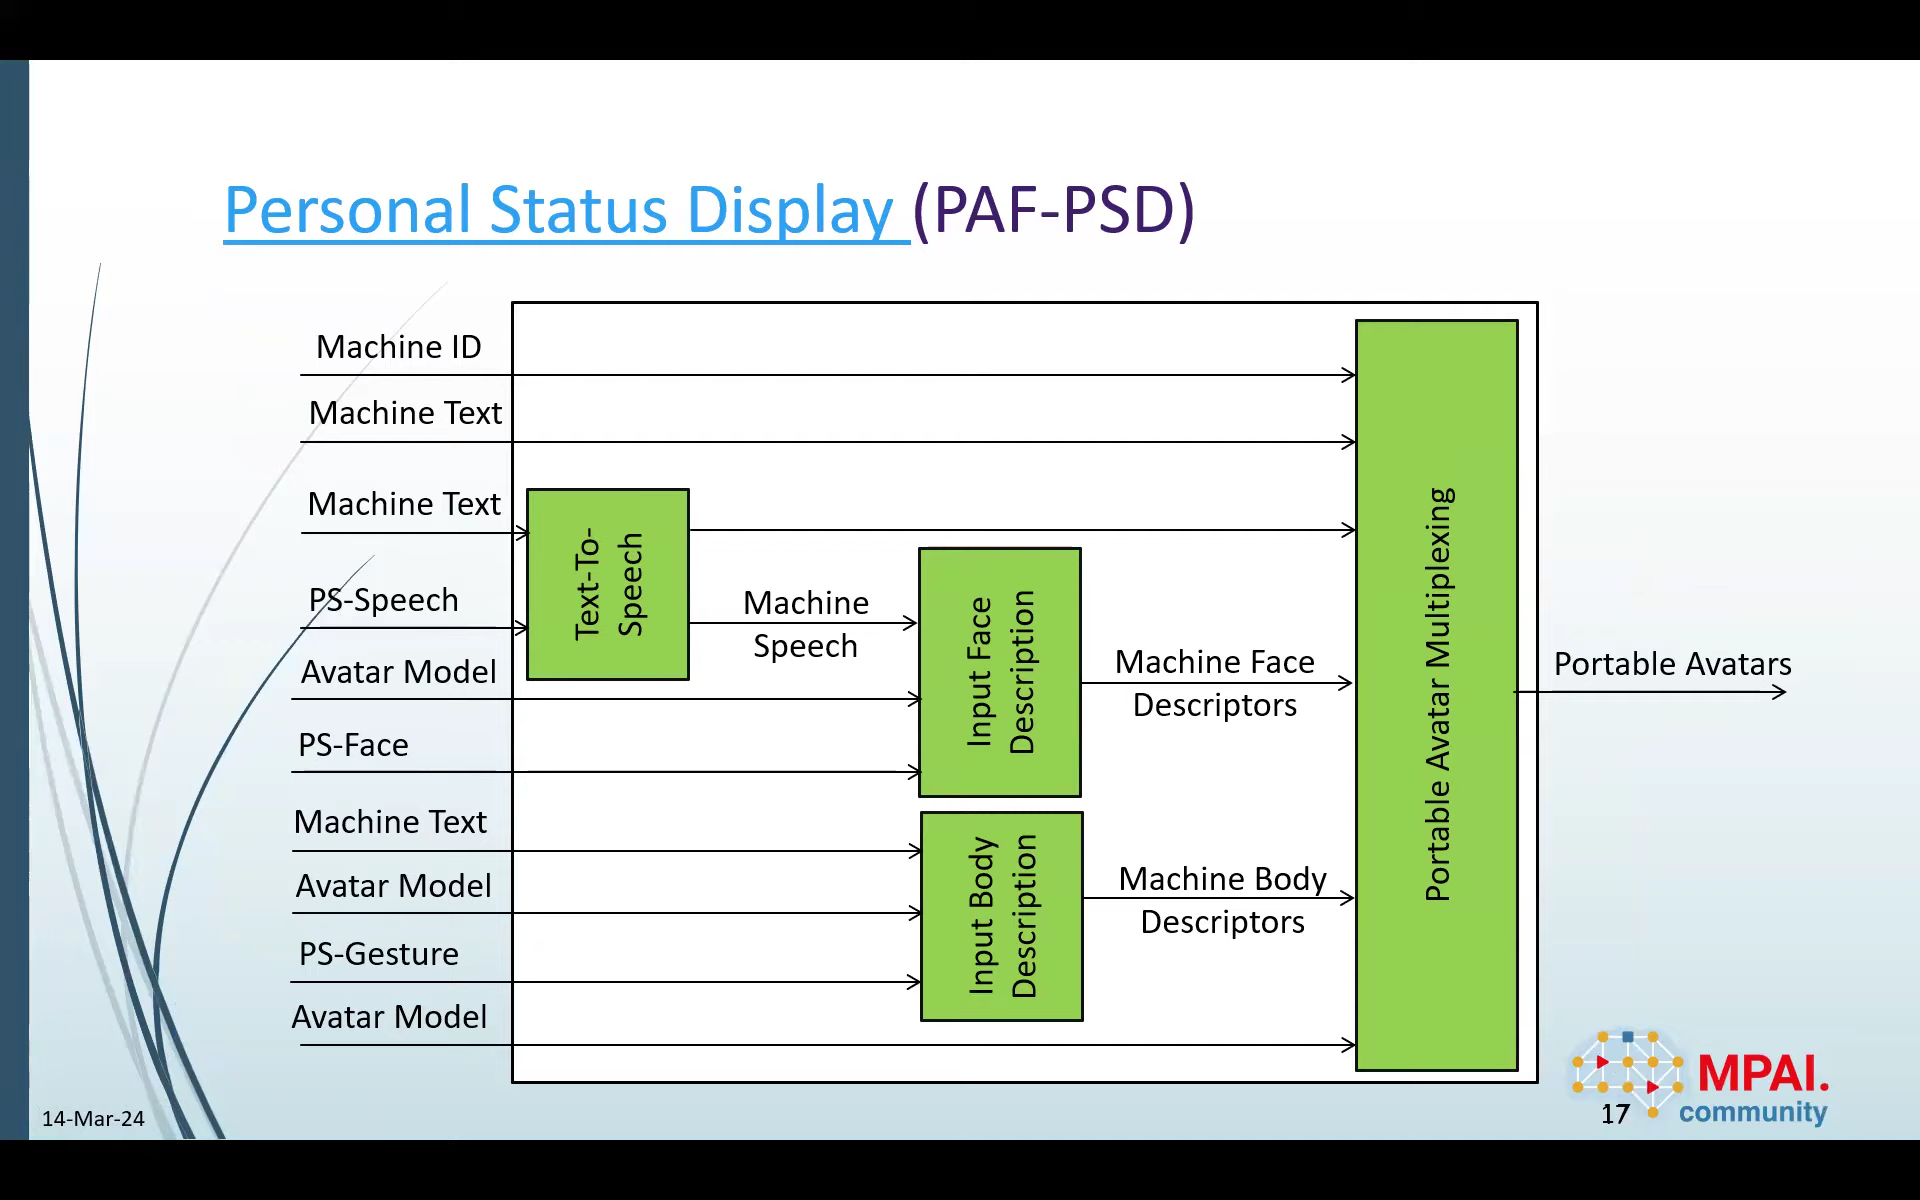 Personal Status Display (PAF-PSD)
Machine ID
Machine Text
Machine Text
PS-Speech
Avatar Model
PS-Face
Machine Text
Avatar Model
PS-Gesture
Avatar Model
Text-To-
Speech
Machine
Speech
Input Face
Description
Input Body
Description
Machine Face
Descriptors
Machine Body
Descriptors
Portable Avatar Multiplexing
Portable Avatars
14-Mar-24
17
MPAI.
community